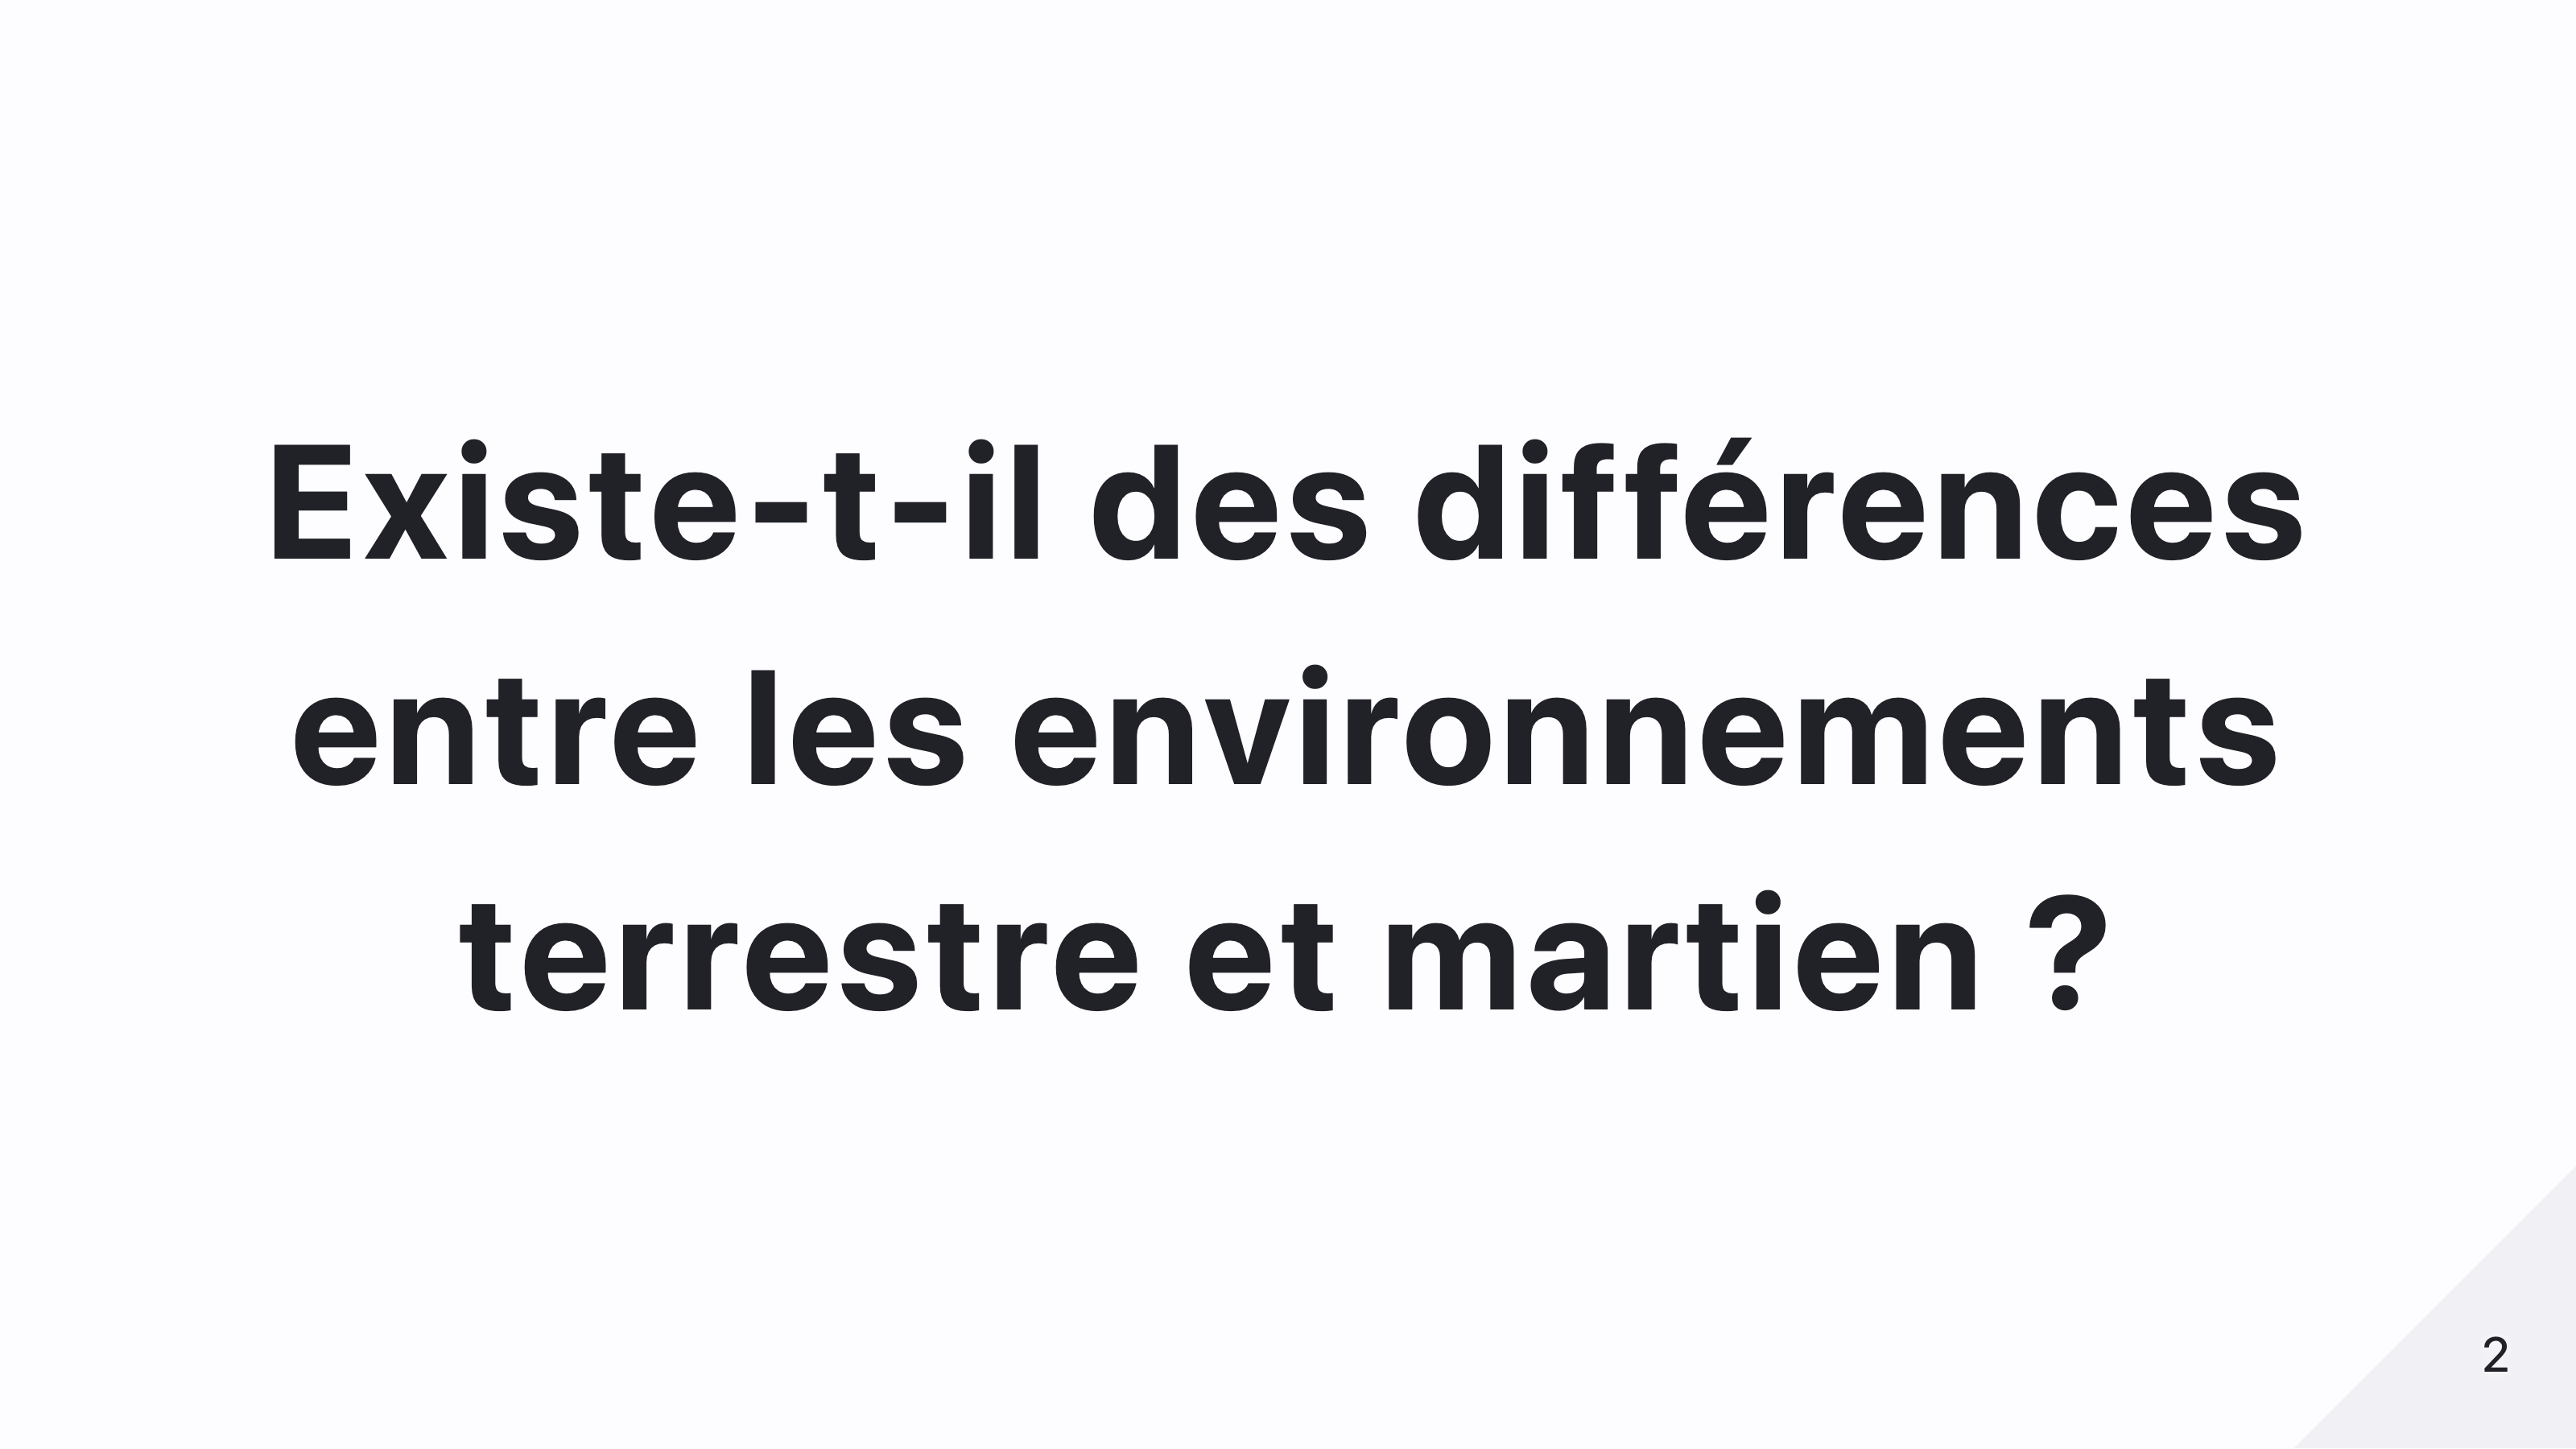 Existe-t-il des différences
entre les environnements
terrestre et martien ?
2